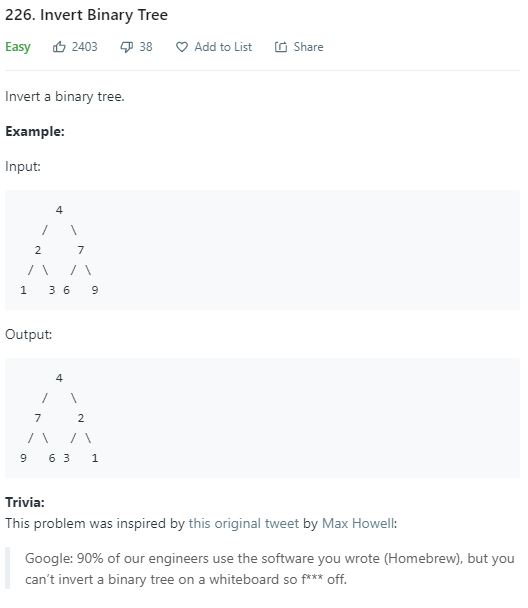 226. Invert Binary Tree
Easy 2403 38 Add to List Share
Invert a binary tree.
Example:
Input:
4
/ \
2 7
/ \ / \
1 3 6 9
Output:
4
/ \
7 2
/ \ / \
9 6 3 1
Trivia:
This problem was inspired by this original tweet by Max Howell:
Google: 90% of our engineers use the software you wrote (Homebrew), but you
can't invert a binary tree on a whiteboard so f*** off.